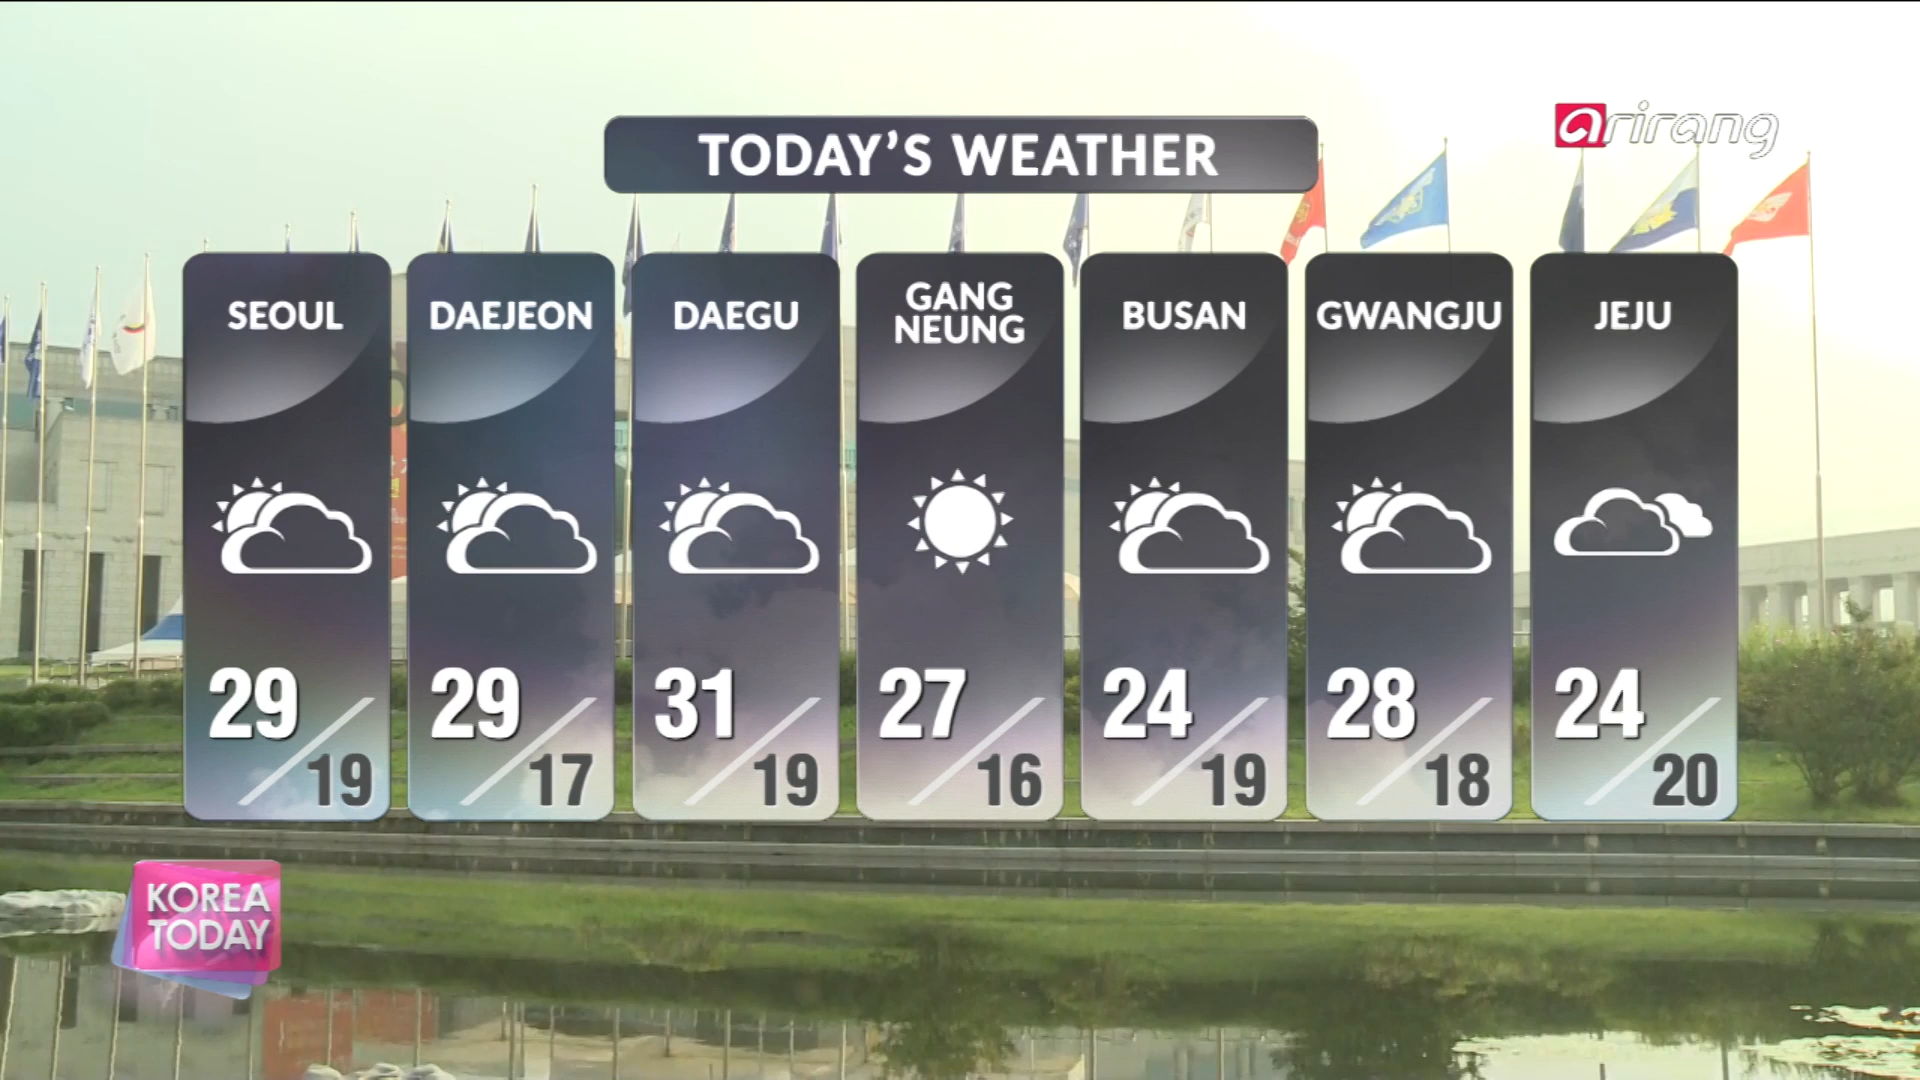 arirang
TODAY'S WEATHER
SEOUL
29
19
DAEJEON
29
17
DAEGU
31
19
GANG
NEUNG
27
16
BUSAN
24
19
GWANGJU
28
18
JEJU
24
20
KOREA
TODAY